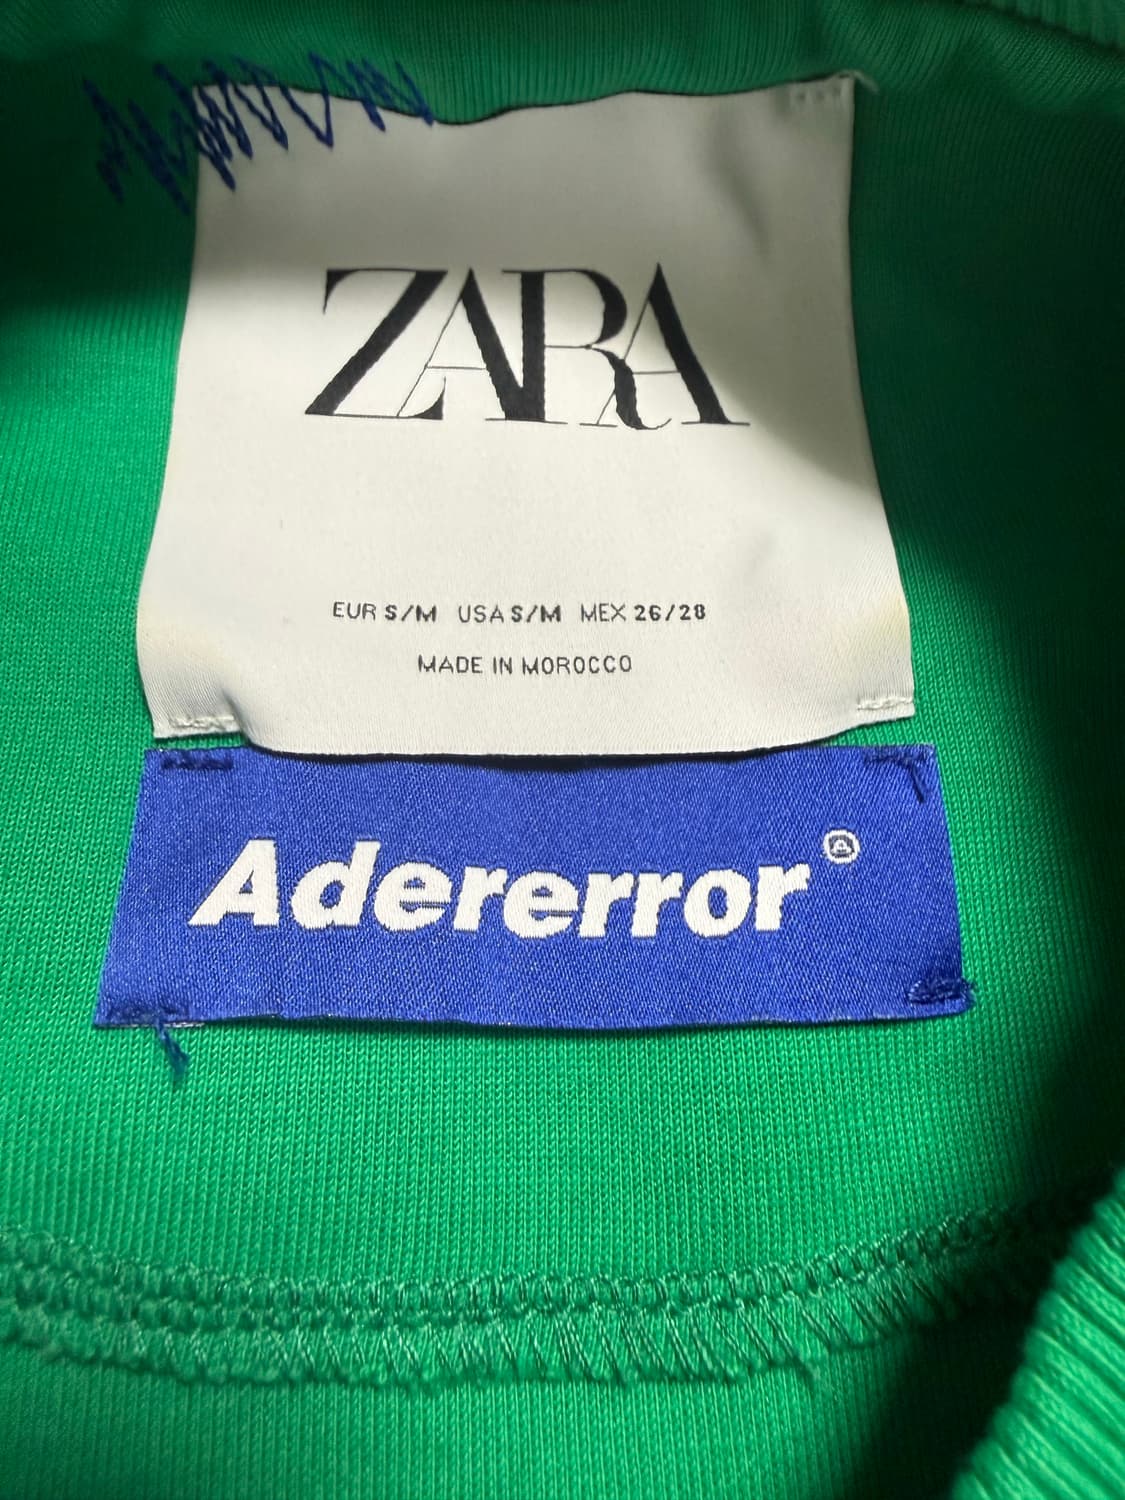 ZARA
EUR S/M USA S/M MEX 26/28
MADE IN MOROCCO
Adererror